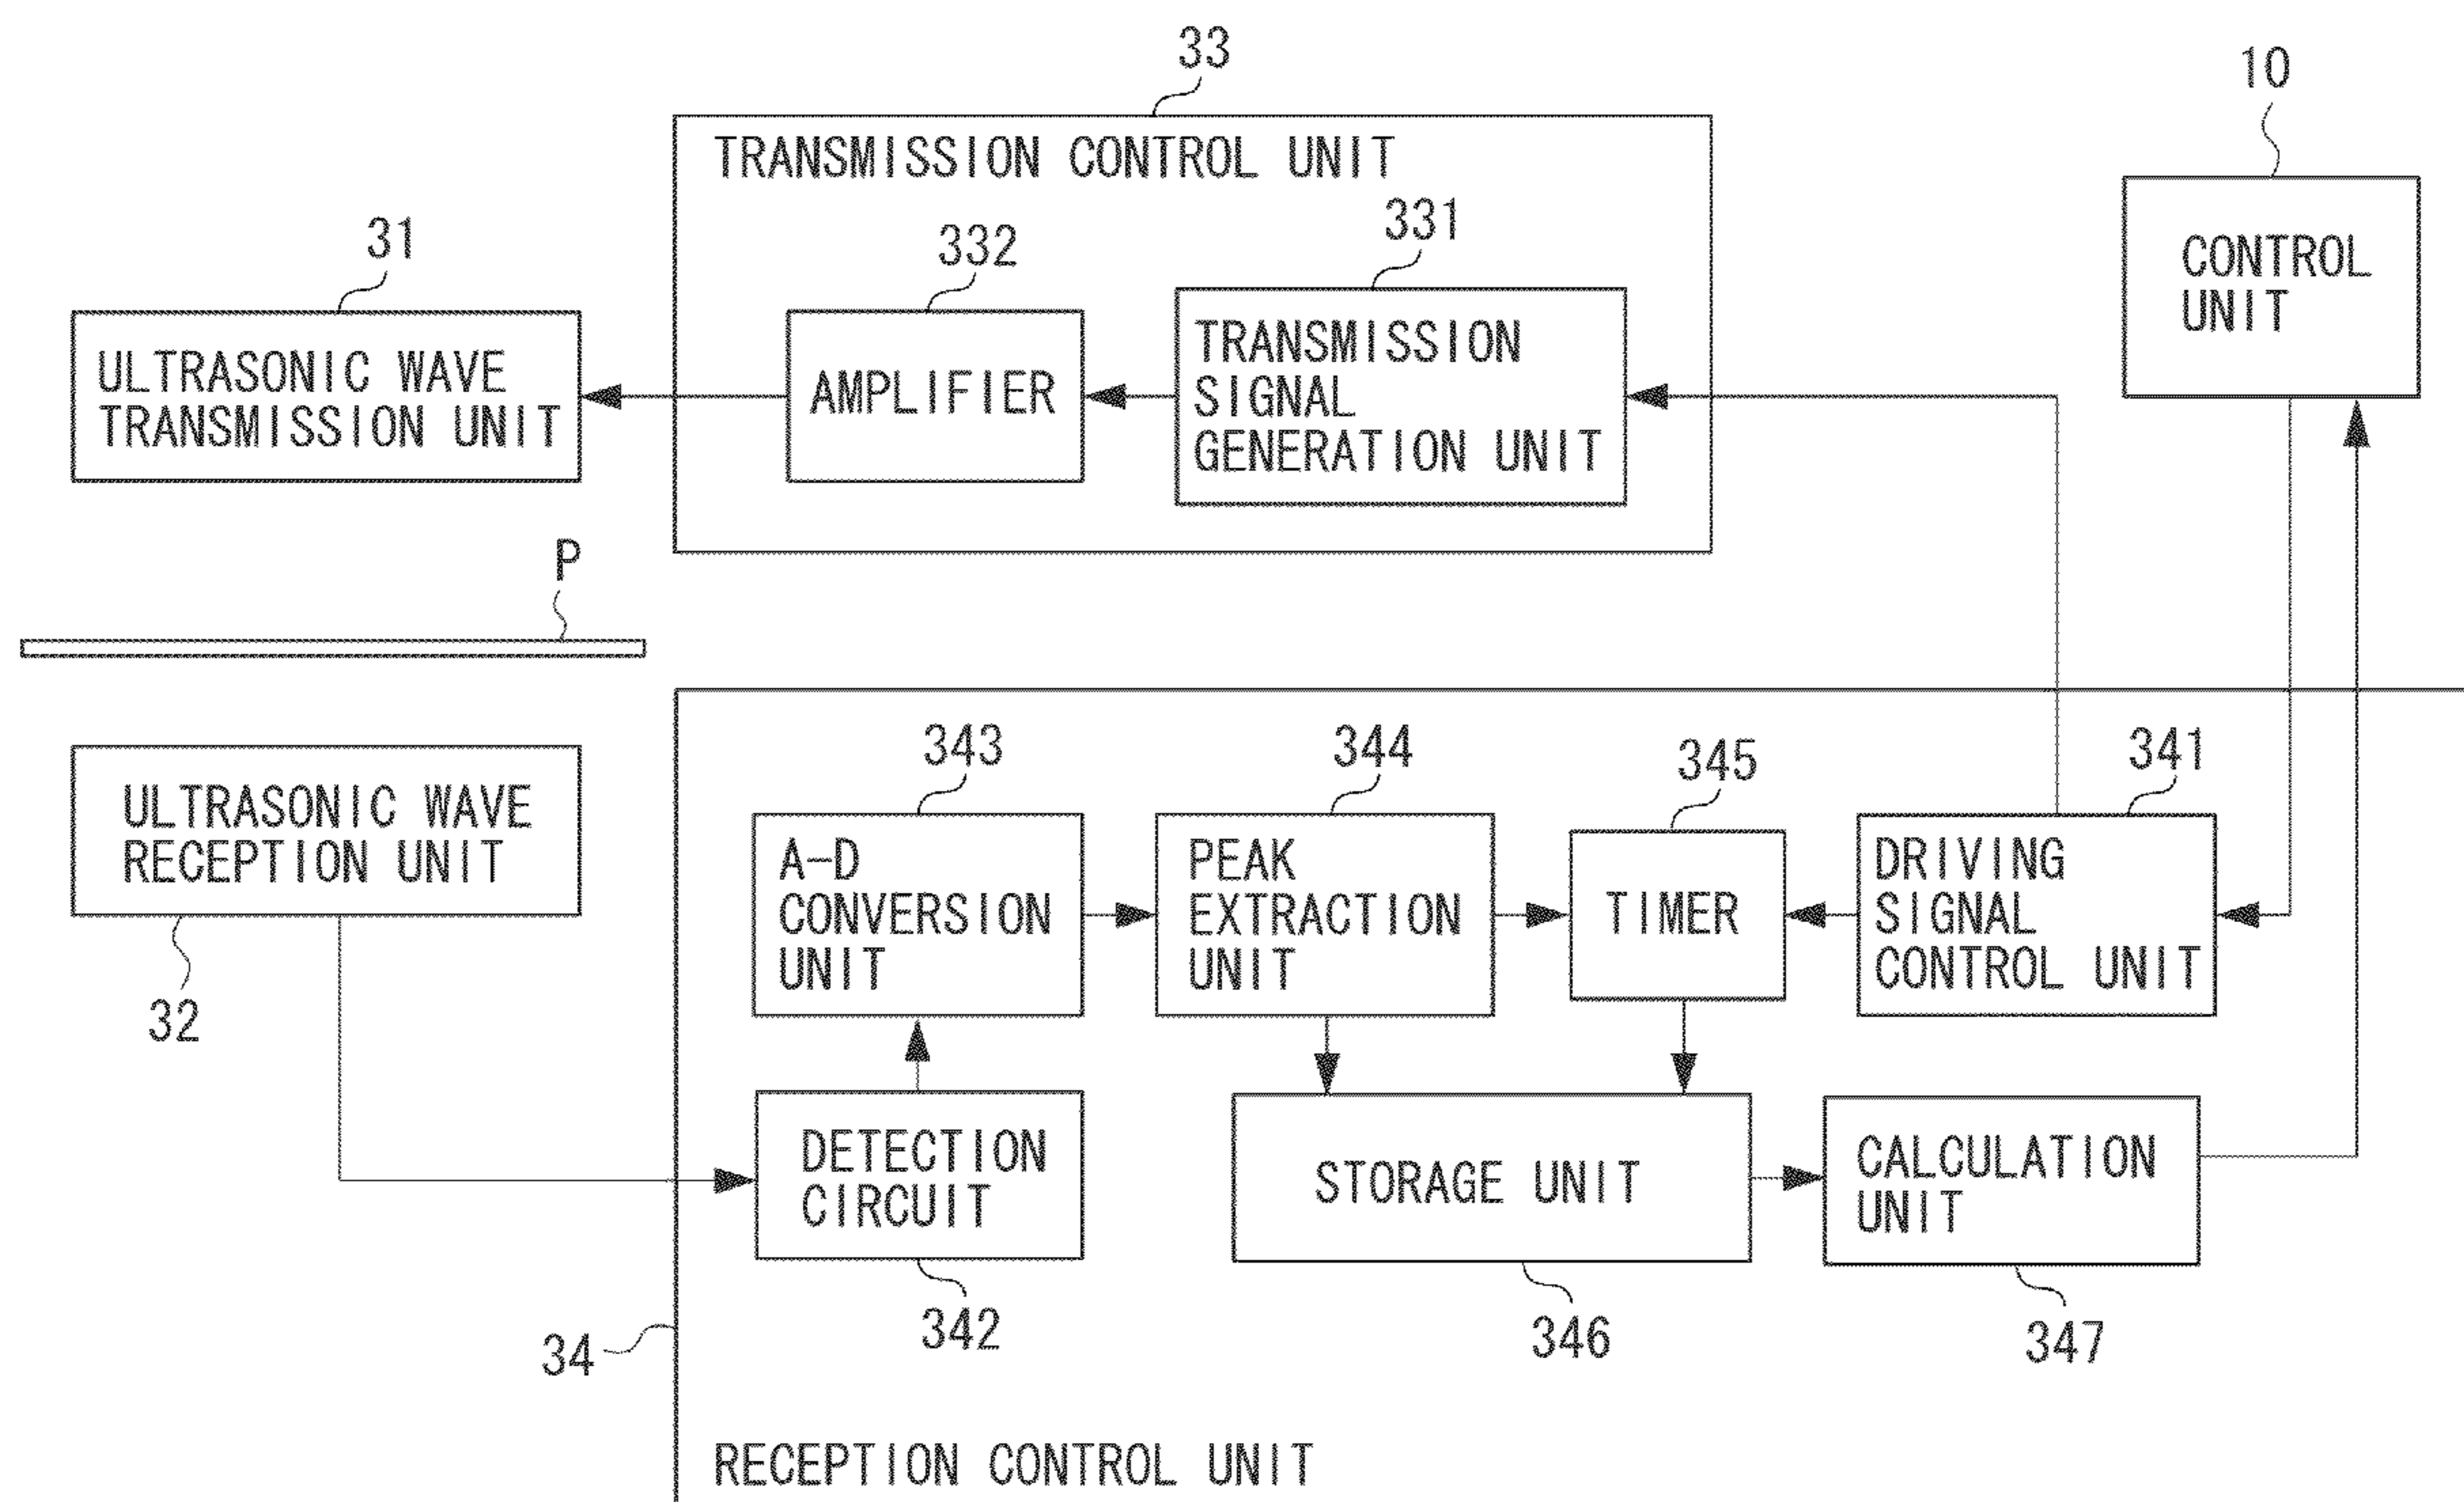 33
10
TRANSMISSION CONTROL UNIT
31
332
331
CONTROL
UNIT
ULTRASONIC WAVE
TRANSMISSION UNIT
AMPLIFIER
TRANSMISSION
SIGNAL
GENERATION UNIT
P
343
344
345
341
ULTRASONIC WAVE
RECEPTION UNIT
A-D
CONVERSION
UNIT
PEAK
EXTRACTION
UNIT
TIMER
DRIVING
SIGNAL
CONTROL UNIT
32
DETECTION
CIRCUIT
STORAGE UNIT
CALCULATION
UNIT
34
342
346
347
RECEPTION CONTROL UNIT